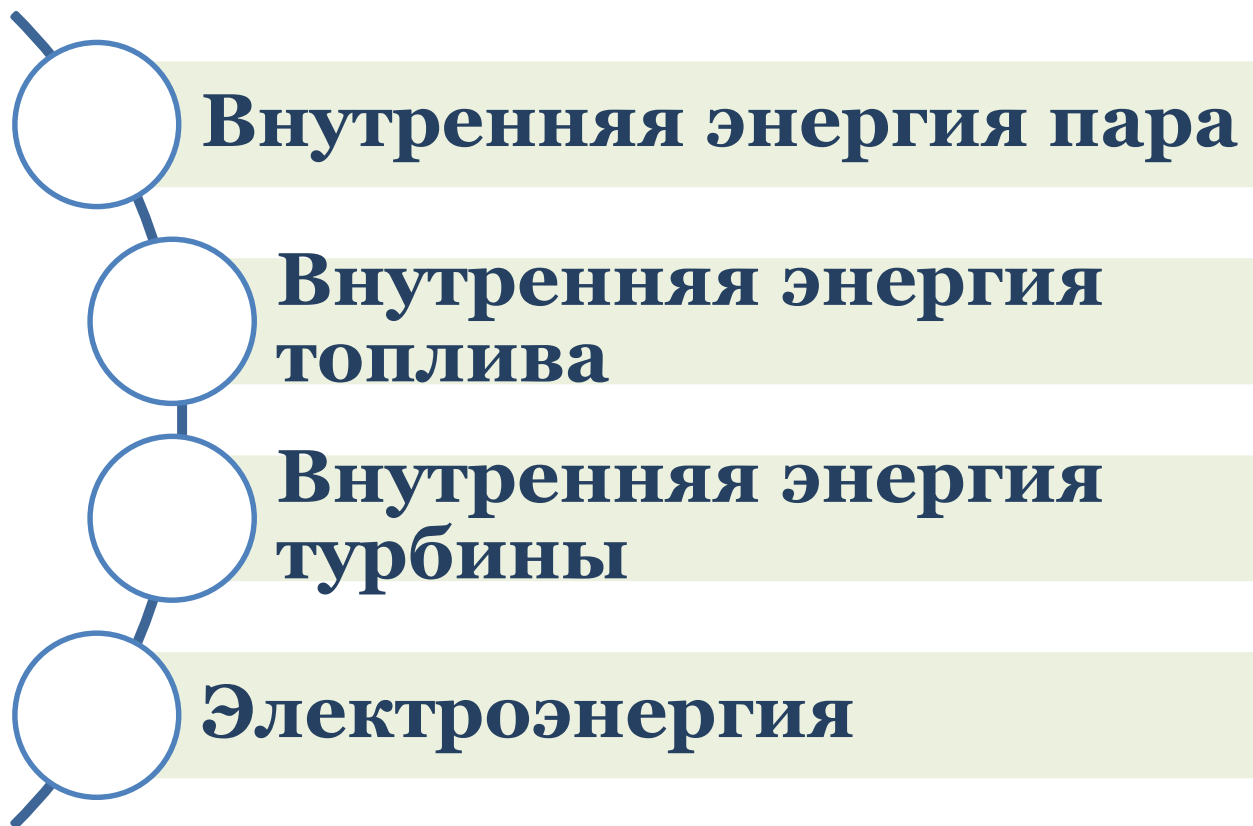 Внутренняя энергия пара
Внутренняя энергия
топлива
Внутренняя энергия
турбины
Электроэнергия